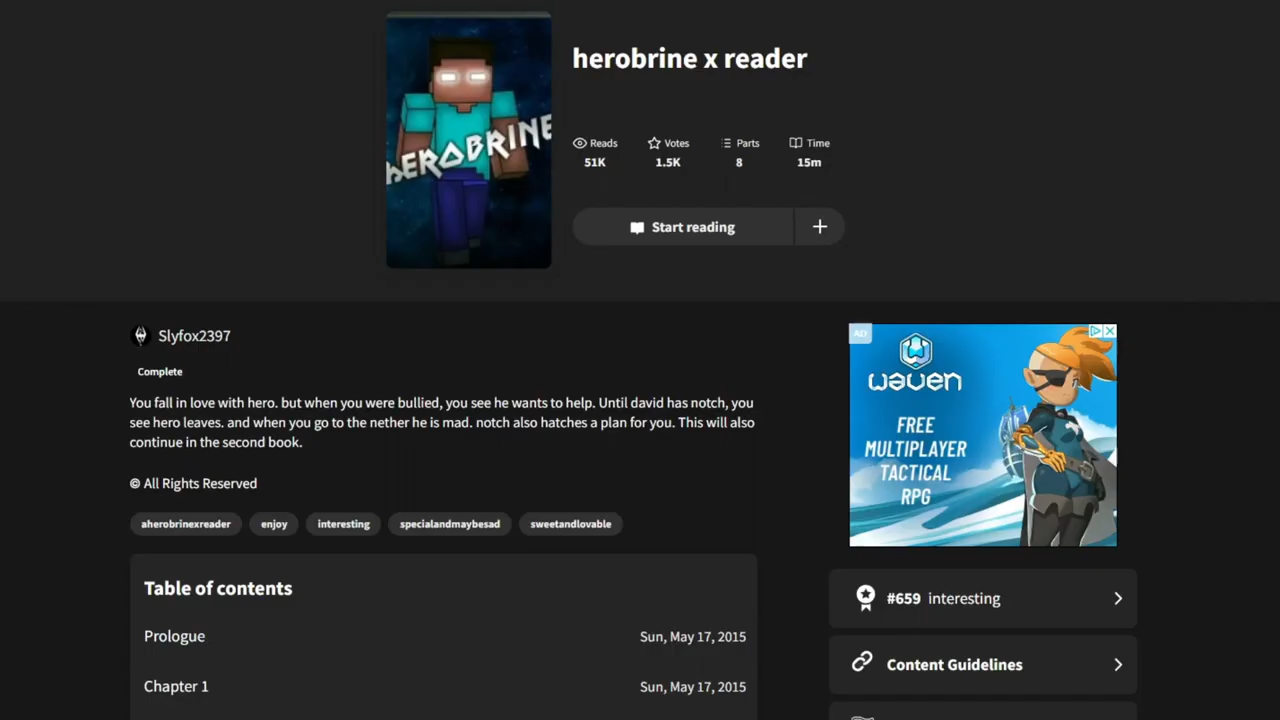 HEROBRINE
herobrine x reader
Reads
Votes
Parts
Time
51K
1.5K
8
15m
Start reading
Slyfox2397
Complete
You fall in love with hero. but when you were bullied, you see he wants to help. Until david has notch, you
see hero leaves. and when you go to the nether he is mad. notch also hatches a plan for you. This will also
continue in the second book.
© All Rights Reserved
aherobrinexreader
enjoy
interesting
specialandmaybesad
sweetandlovable
Table of contents
Prologue
Sun, May 17, 2015
Chapter 1
Sun, May 17, 2015
AD
WAVEN
FREE
MULTIPLAYER
TACTICAL
RPG
#659 interesting
Content Guidelines